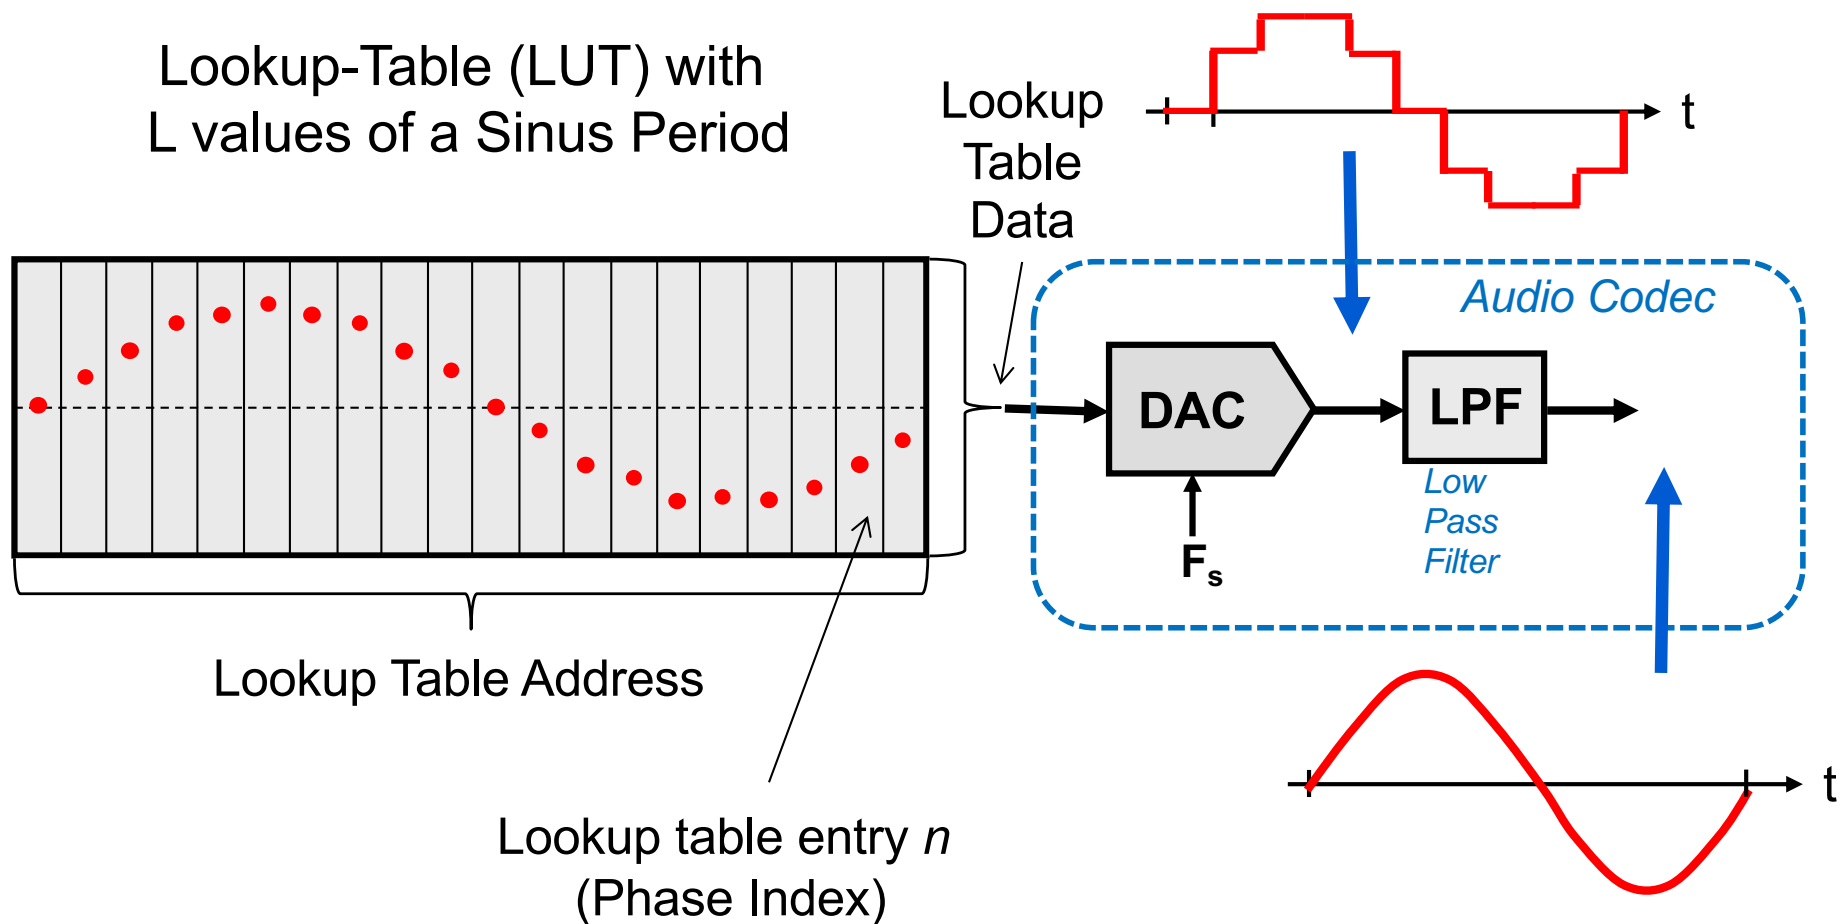 Lookup-Table (LUT) with
L values of a Sinus Period
Lookup
Table
Data
t
Audio Codec
DAC
LPF
Low
Pass
Filter
Fs
Lookup Table Address
Lookup table entry n
(Phase Index)
t